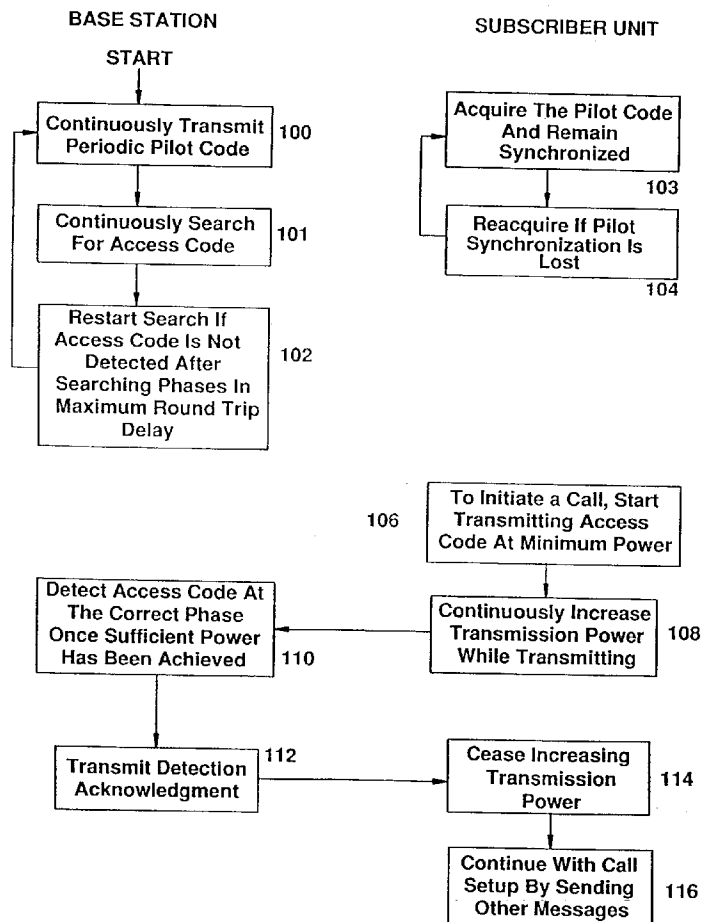 BASE STATION
START
Continuously Transmit
Periodic Pilot Code
100
Continuously Search
For Access Code
101
Restart Search If
Access Code Is Not
Detected After
Searching Phases In
Maximum Round Trip
Delay
102
SUBSCRIBER UNIT
Acquire The Pilot Code
And Remain
Synchronized
103
Reacquire If Pilot
Synchronization Is
Lost
104
106
To Initiate a Call, Start
Transmitting Access
Code At Minimum Power
Continuously Increase
Transmission Power
While Transmitting
108
Detect Access Code At
The Correct Phase
Once Sufficient Power
Has Been Achieved
110
112
Transmit Detection
Acknowledgment
Cease Increasing
Transmission
Power
114
Continue With Call
Setup By Sending
Other Messages
116